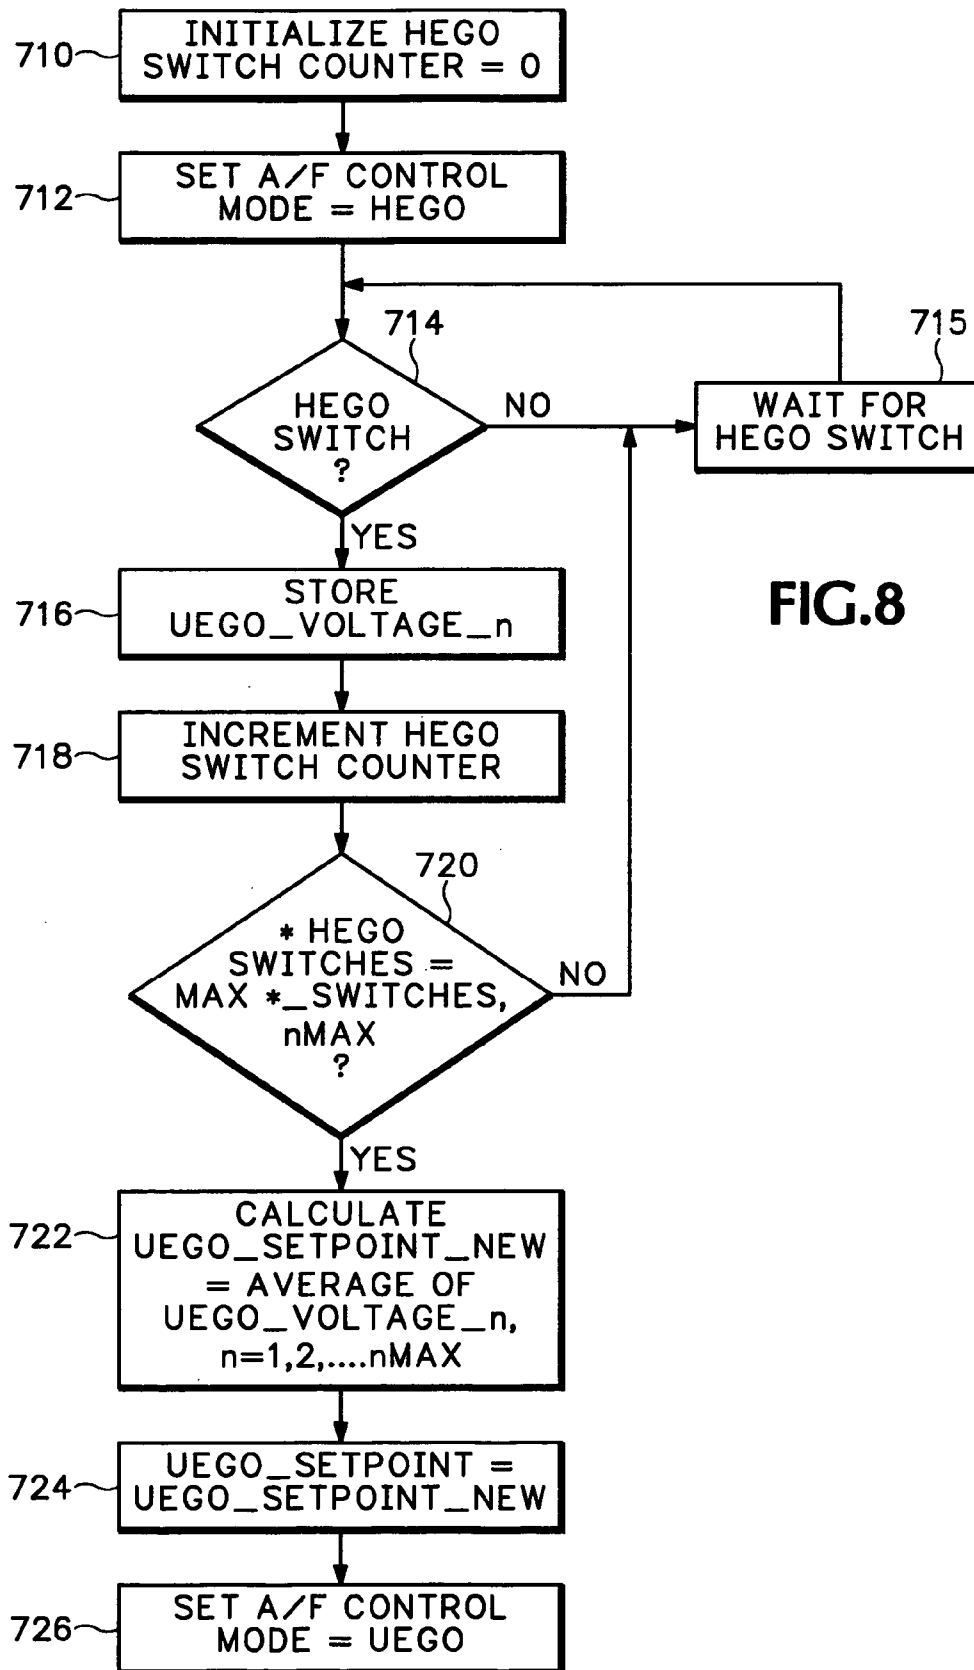 710
INITIALIZE HEGO
SWITCH COUNTER = 0
712
SET A/F CONTROL
MODE = HEGO
714
HEGO
SWITCH
?
NO
715
WAIT FOR
HEGO SWITCH
YES
716
STORE
UEGO_VOLTAGE_n
FIG.8
718
INCREMENT HEGO
SWITCH COUNTER
720
* HEGO
SWITCHES =
MAX *_SWITCHES,
nMAX
?
NO
YES
722
CALCULATE
UEGO_SETPOINT_NEW
= AVERAGE OF
UEGO_VOLTAGE_n,
n=1,2,....nMAX
724
UEGO_SETPOINT =
UEGO_SETPOINT_NEW
726
SET A/F CONTROL
MODE = UEGO